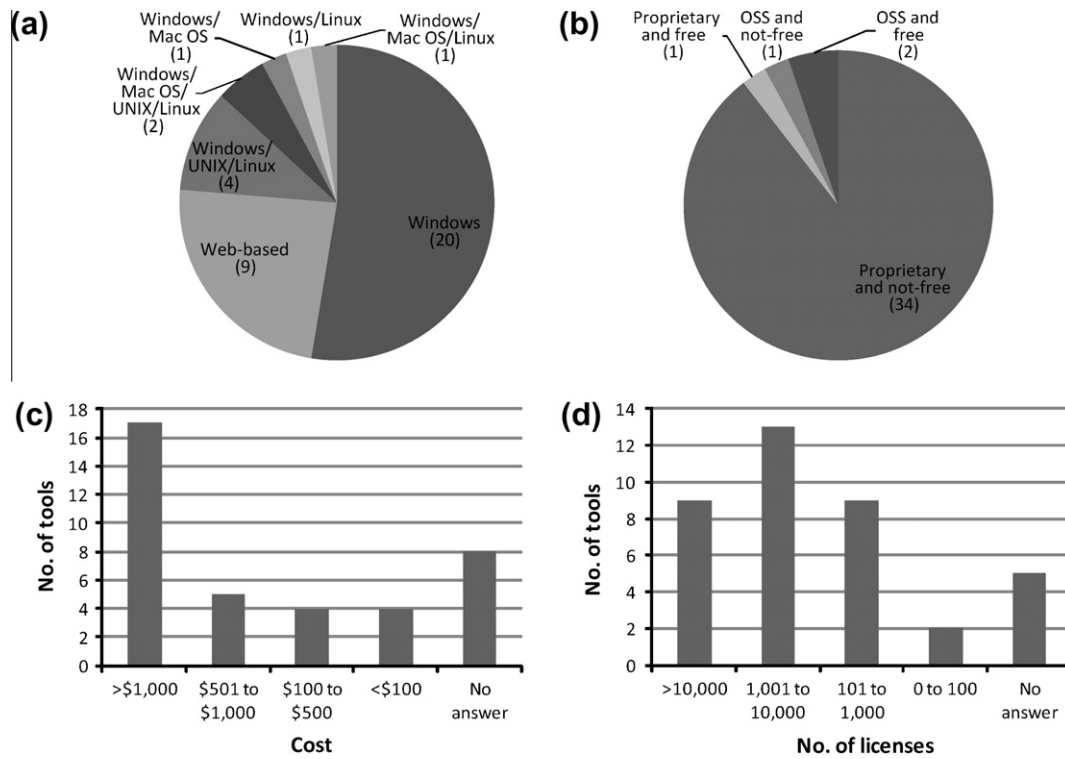 (a)
Windows/
Mac OS
(1)
Windows/Linux
(1)
Windows/
Mac OS/Linux
(1)
Windows/
Mac OS/
UNIX/Linux
(2)
Windows/
UNIX/Linux
(4)
Web-based
(9)
Windows
(20)
(b)
Proprietary
and free
(1)
OSS and
not-free
(1)
OSS and
free
(2)
Proprietary
and not-free
(34)
(c)
No. of tools
18
16
14
12
10
8
6
4
2
0
>$1,000
$501 to
$1,000
$100 to
$500
<$100
No
answer
Cost
(d)
No. of tools
14
12
10
8
6
4
2
0
>10,000
1,001 to
10,000
101 to
1,000
0 to 100
No
answer
No. of licenses